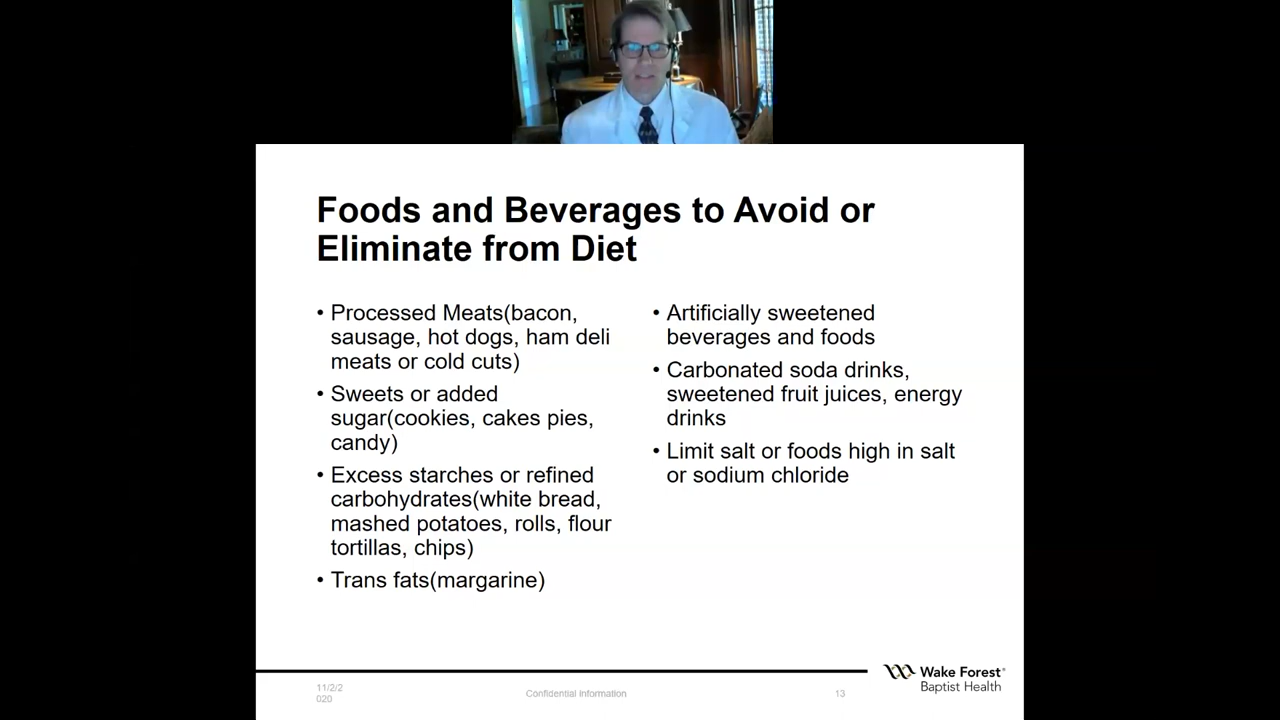 Foods and Beverages to Avoid or
Eliminate from Diet
• Processed Meats(bacon,
sausage, hot dogs, ham deli
meats or cold cuts)
• Sweets or added
sugar(cookies, cakes pies,
candy)
• Excess starches or refined
carbohydrates(white bread,
mashed potatoes, rolls, flour
tortillas, chips)
• Trans fats(margarine)
• Artificially sweetened
beverages and foods
• Carbonated soda drinks,
sweetened fruit juices, energy
drinks
• Limit salt or foods high in salt
or sodium chloride
11/2/2
020
Confidential Information
13
Wake Forest®
Baptist Health